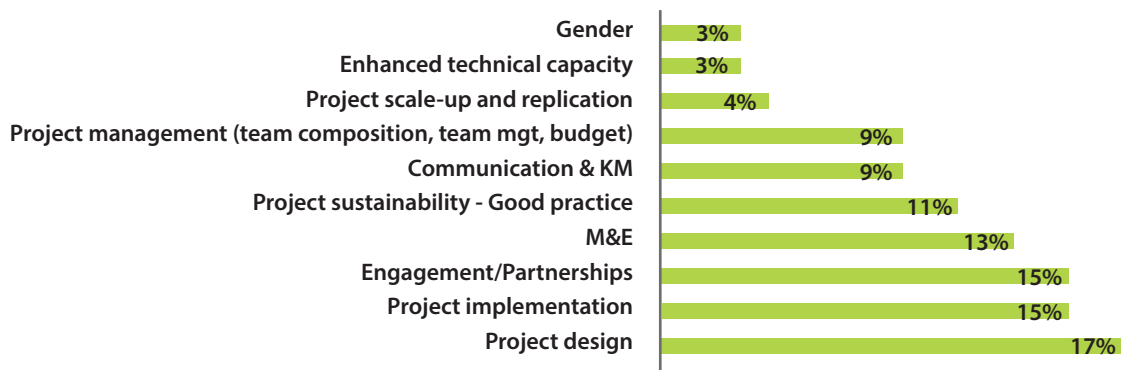 Gender 3%
Enhanced technical capacity 3%
Project scale-up and replication 4%
Project management (team composition, team mgt, budget) 9%
Communication & KM 9%
Project sustainability - Good practice 11%
M&E 13%
Engagement/Partnerships 15%
Project implementation 15%
Project design 17%